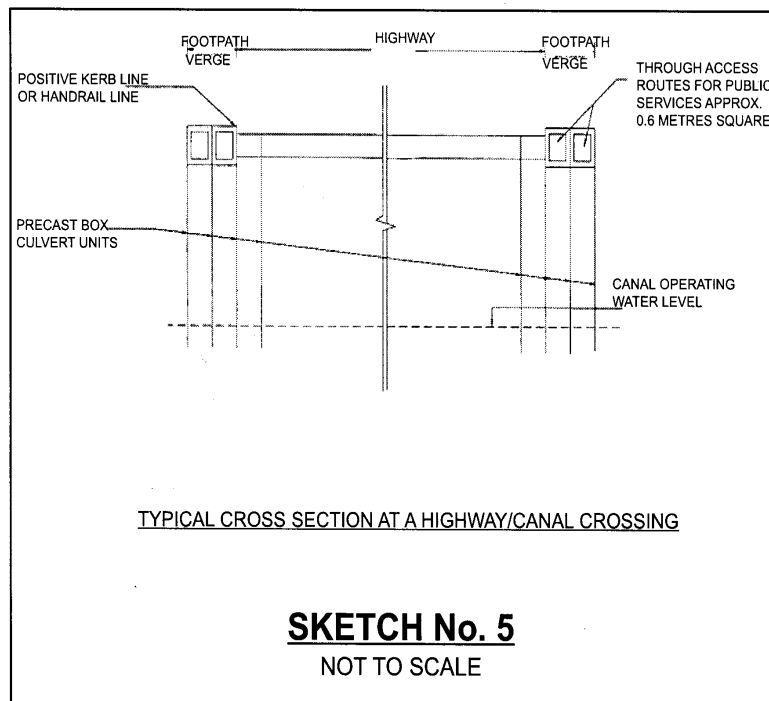 FOOTPATH
VERGE
HIGHWAY
FOOTPATH
VERGE
POSITIVE KERB LINE
OR HANDRAIL LINE
THROUGH ACCESS
ROUTES FOR PUBLIC
SERVICES APPROX.
0.6 METRES SQUARE
PRECAST BOX
CULVERT UNITS
CANAL OPERATING
WATER LEVEL
TYPICAL CROSS SECTION AT A HIGHWAY/CANAL CROSSING
SKETCH No. 5
NOT TO SCALE